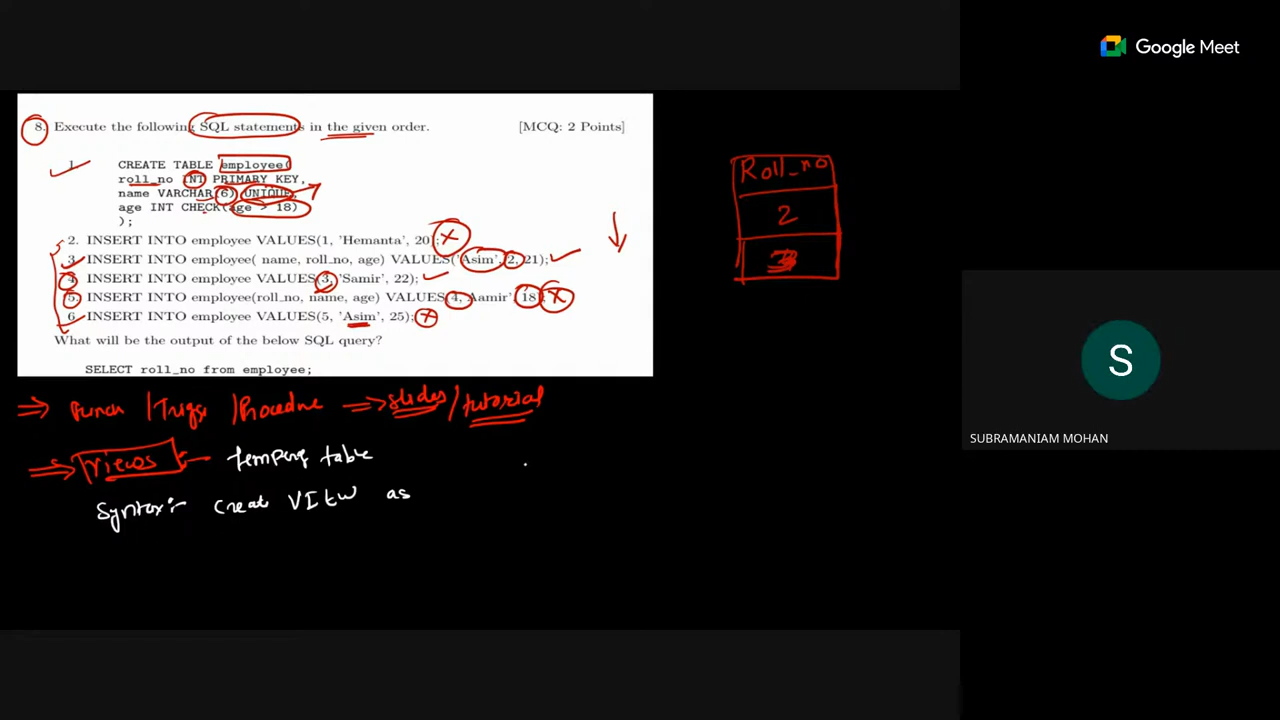 Google Meet
8. Execute the following SQL statements in the given order. [MCQ: 2 Points]
1. CREATE TABLE employee(
roll_no INT PRIMARY KEY,
name VARCHAR(6) UNIQUE,
age INT CHECK(age > 18)
);
2. INSERT INTO employee VALUES(1, 'Hemanta', 20);
3. INSERT INTO employee( name, roll_no, age) VALUES('Asim', 2, 21);
4. INSERT INTO employee VALUES(3, 'Samir', 22);
5. INSERT INTO employee(roll_no, name, age) VALUES(4, 'Aamir', 18);
6. INSERT INTO employee VALUES(5, 'Asim', 25);
What will be the output of the below SQL query?
SELECT roll_no from employee;
Roll_no
2
3
⇒ | Procedure ⇒ slides / tutorial
⇒ Views table
Syntax:- Creat VIEW as
S
SUBRAMANIAM MOHAN